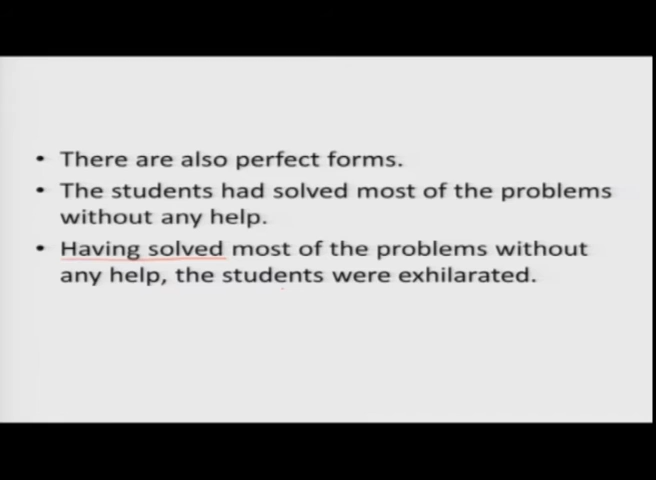 • There are also perfect forms.
• The students had solved most of the problems
without any help.
• Having solved most of the problems without
any help, the students were exhilarated.